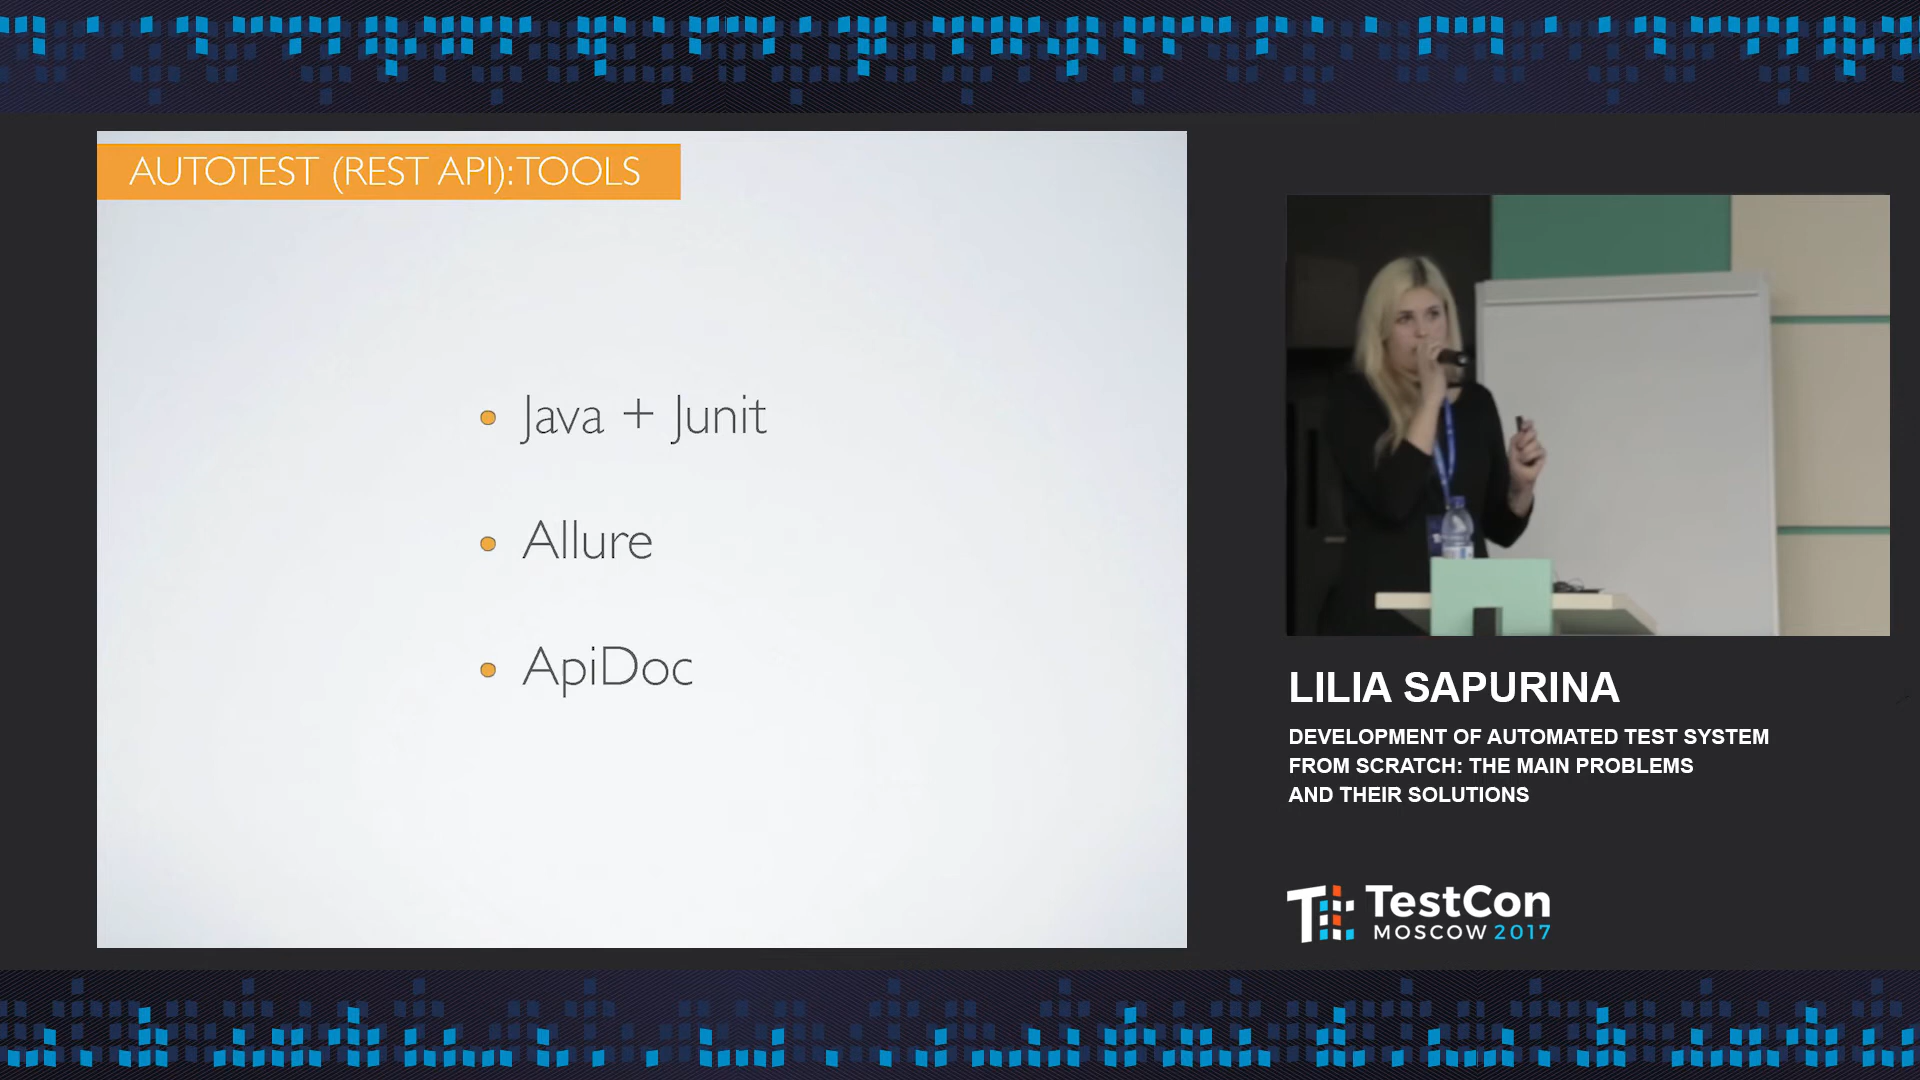 AUTOTEST (REST API): TOOLS
Java + Junit
Allure
ApiDoc
LILIA SAPURINA
DEVELOPMENT OF AUTOMATED TEST SYSTEM
FROM SCRATCH: THE MAIN PROBLEMS
AND THEIR SOLUTIONS
TestCon
MOSCOW 2017